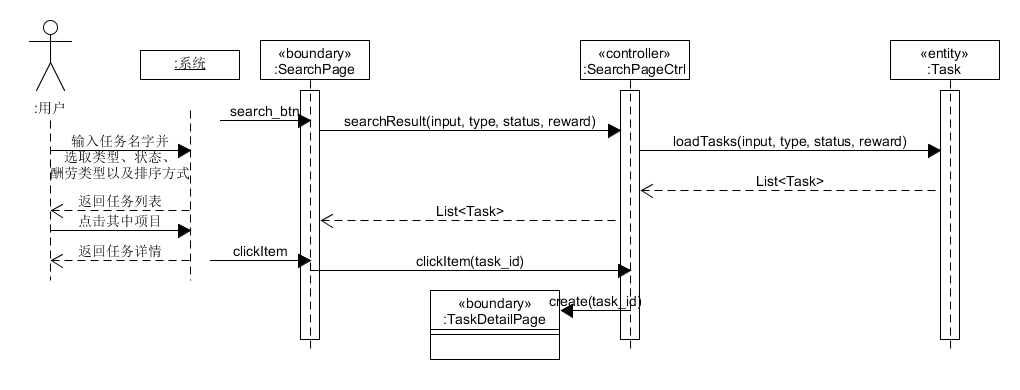 :用户
:系统
«boundary»
:SearchPage
«controller»
:SearchPageCtrl
«entity»
:Task
search_btn
searchResult(input, type, status, reward)
loadTasks(input, type, status, reward)
输入任务名字并
选取类型、状态、
酬劳类型以及排序方式
List<Task>
返回任务列表
List<Task>
点击其中项目
返回任务详情
clickItem
clickItem(task_id)
create(task_id)
«boundary»
:TaskDetailPage